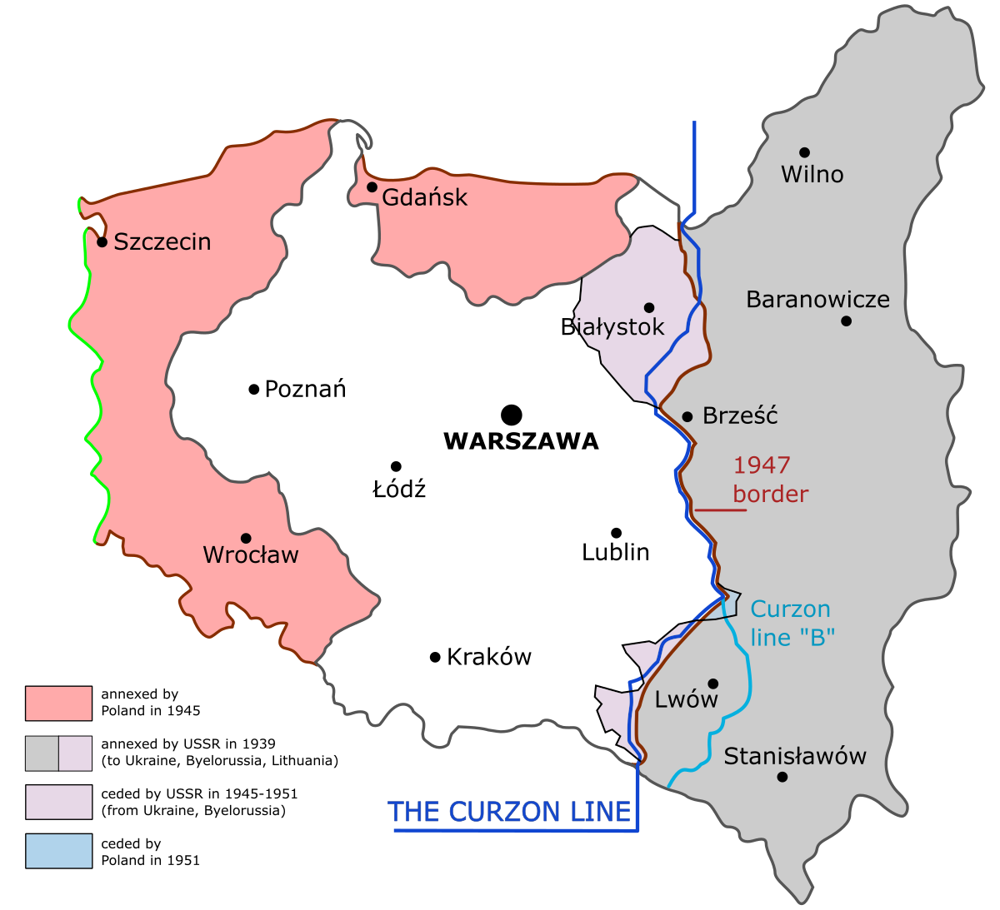 Wilno
Gdańsk
Szczecin
Baranowicze
Białystok
Poznań
Brześć
WARSZAWA
1947
border
Łódź
Wrocław
Lublin
Curzon
line "B"
Kraków
Lwów
annexed by
Poland in 1945
annexed by USSR in 1939
(to Ukraine, Byelorussia, Lithuania)
Stanisławów
ceded by USSR in 1945-1951
(from Ukraine, Byelorussia)
THE CURZON LINE
ceded by
Poland in 1951